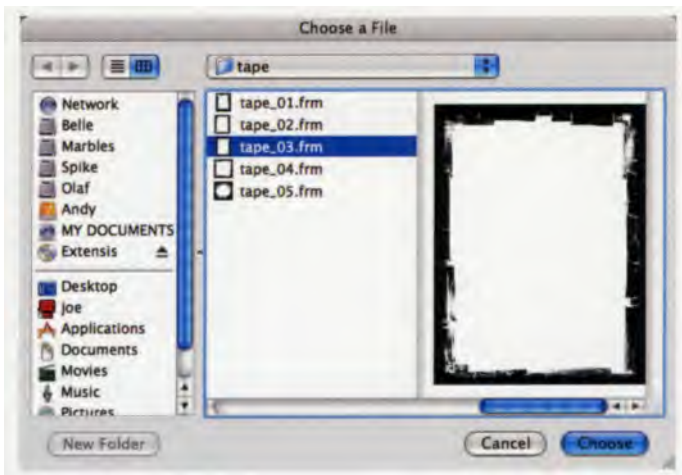 Choose a File
tape
Network
Belle
Marbles
Spike
Olaf
Andy
MY DOCUMENTS
Extensis
Desktop
joe
Applications
Documents
Movies
Music
Pictures
tape_01.frm
tape_02.frm
tape_03.frm
tape_04.frm
tape_05.frm
New Folder
Cancel
Choose